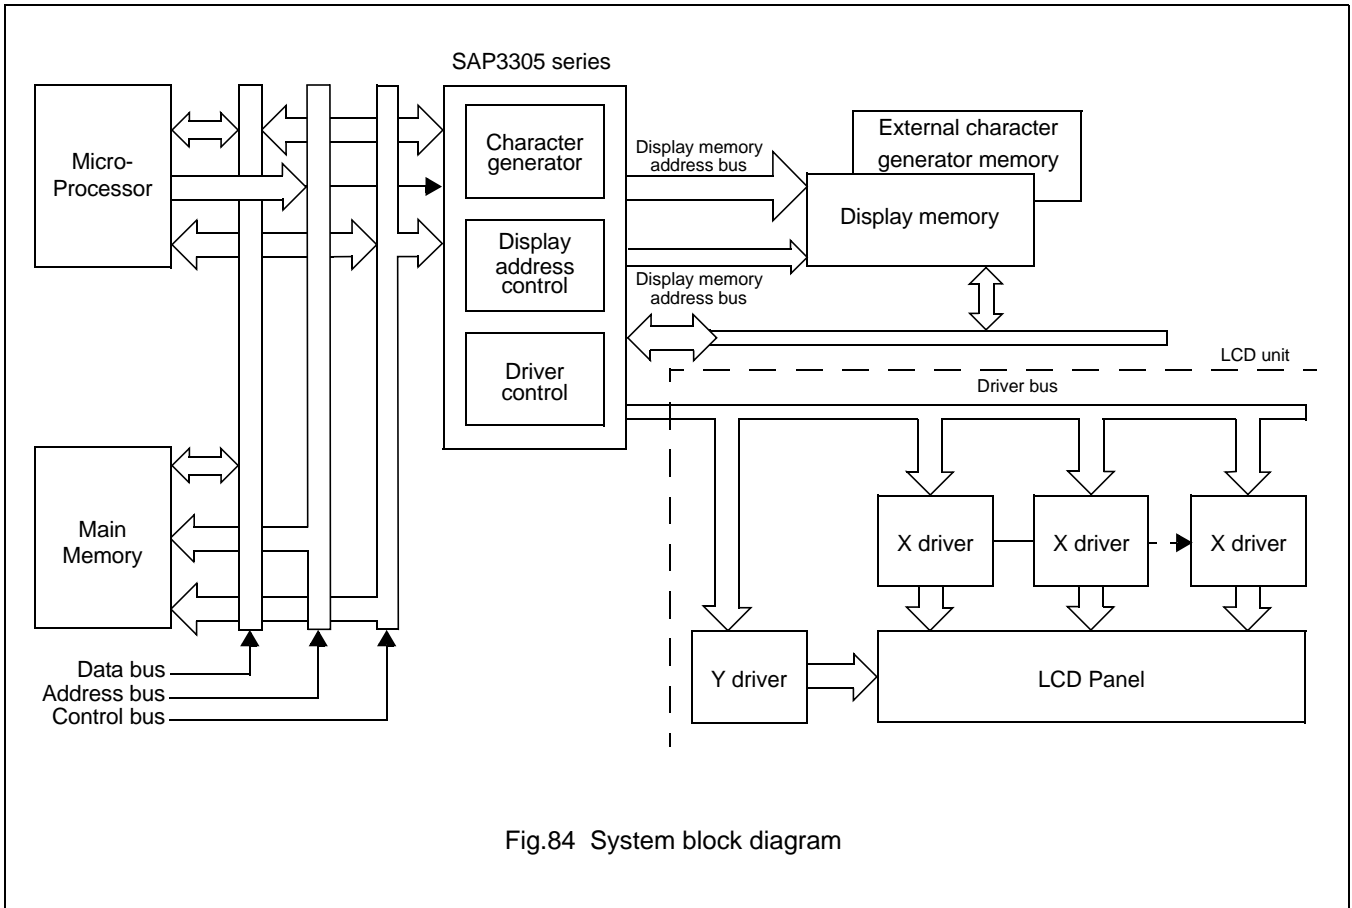 SAP3305 series
Micro-
Processor
Character
generator
Display memory
address bus
External character
generator memory
Display memory
Display
address
control
Display memory
address bus
LCD unit
Driver
control
Driver bus
Main
Memory
X driver
X driver
X driver
Data bus
Address bus
Control bus
Y driver
LCD Panel
Fig.84 System block diagram